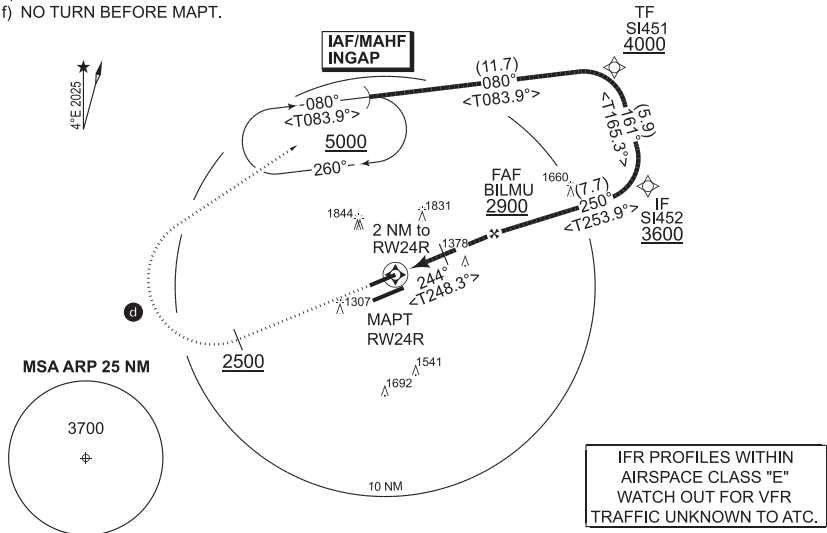 f) NO TURN BEFORE MAPT.
4°E 2025
IAF/MAHF
INGAP
TF
SI451
4000
(11.7)
080°
<T083.9°>
080°
<T083.9°>
5000
260°
(5.9)
161°
<T165.3°>
FAF
BILMU
2900
1660
(7.7)
250°
<T253.9°>
IF
SI452
3600
1844
1831
2 NM to
RW24R
1378
244°
<T248.3°>
1307
MAPT
RW24R
d
2500
1541
1692
MSA ARP 25 NM
3700
10 NM
IFR PROFILES WITHIN
AIRSPACE CLASS "E"
WATCH OUT FOR VFR
TRAFFIC UNKNOWN TO ATC.